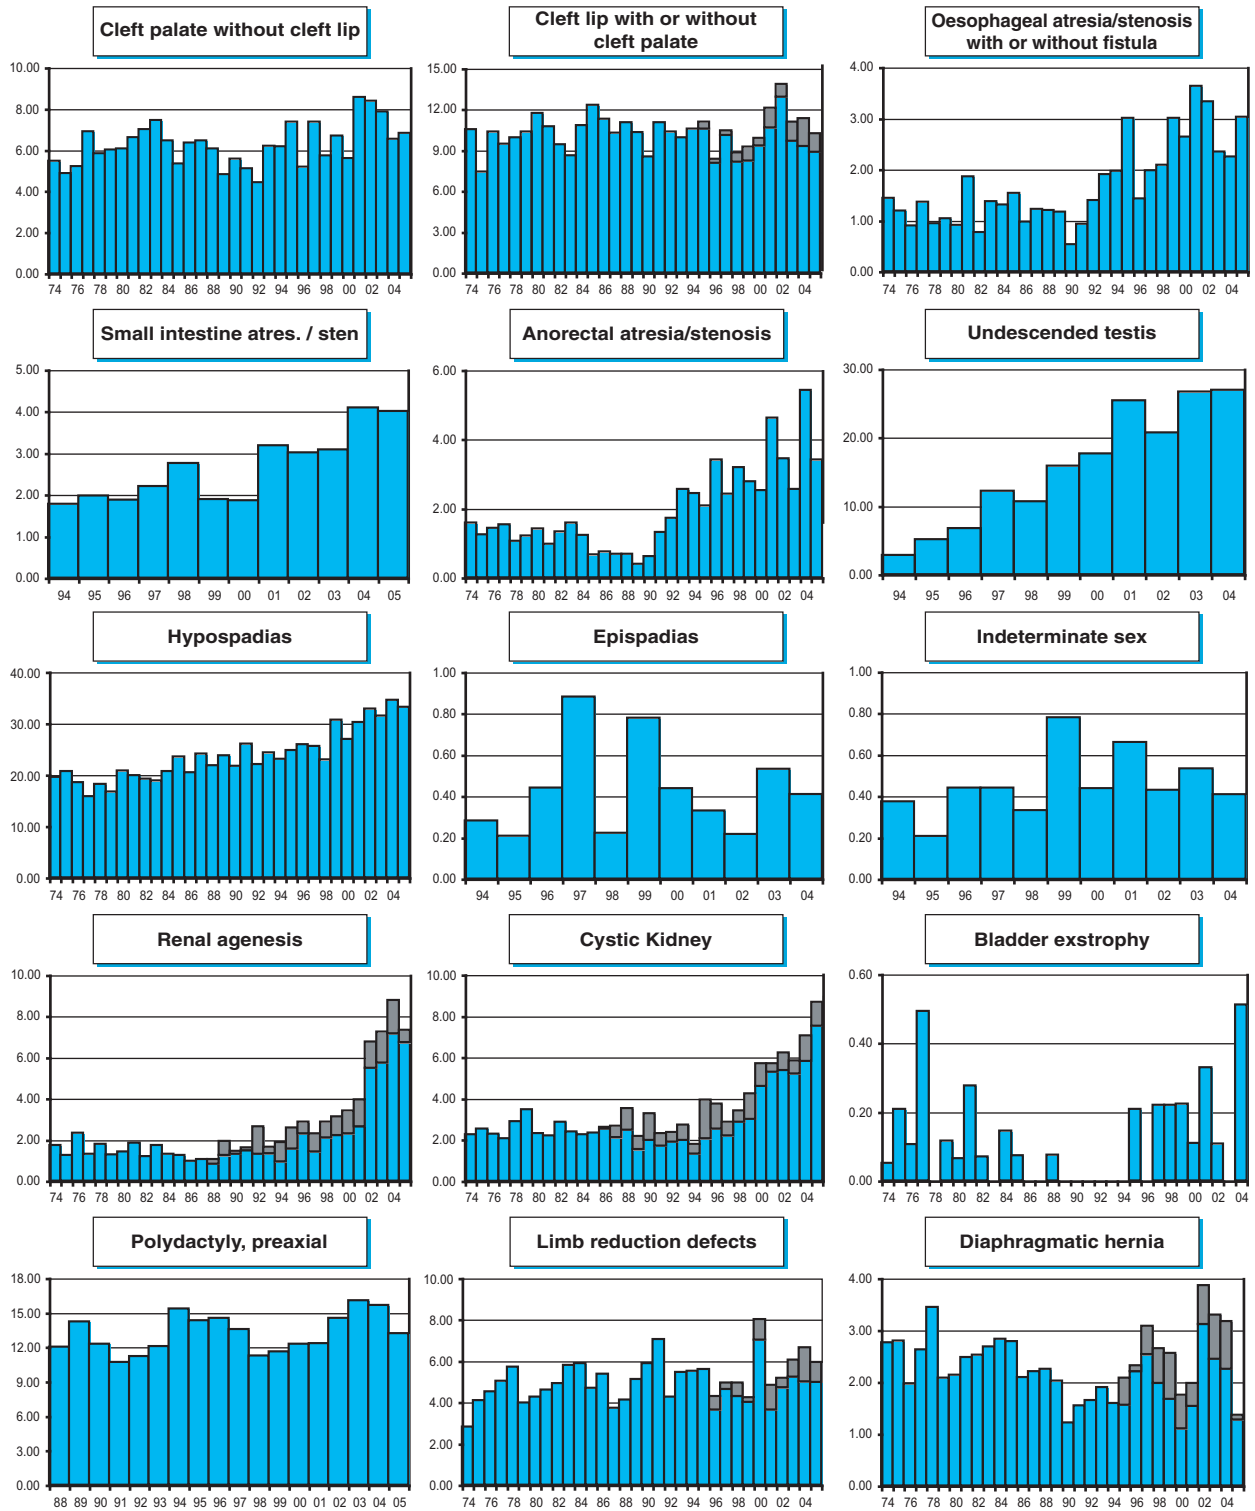 Cleft palate without cleft lip
10.00
8.00
6.00
4.00
2.00
0.00
74 76 78 80 82 84 86 88 90 92 94 96 98 00 02 04
Cleft lip with or without
cleft palate
15.00
12.00
9.00
6.00
3.00
0.00
74 76 78 80 82 84 86 88 90 92 94 96 98 00 02 04
Oesophageal atresia/stenosis
with or without fistula
4.00
3.00
2.00
1.00
0.00
74 76 78 80 82 84 86 88 90 92 94 96 98 00 02 04
Small intestine atres. / sten
5.00
4.00
3.00
2.00
1.00
0.00
94 95 96 97 98 99 00 01 03 04 05
Anorectal atresia/stenosis
6.00
4.00
2.00
0.00
74 76 78 80 82 84 86 88 90 92 94 96 98 00 02 04
Undescended testis
30.00
20.00
10.00
0.00
94 95 96 97 98 99 00 01 02 03 04
Hypospadias
40.00
30.00
20.00
10.00
0.00
74 76 78 80 82 84 86 88 90 92 94 96 98 00 02 04
Epispadias
1.00
0.80
0.60
0.40
0.20
0.00
94 95 96 97 98 99 00 01 02 03 04
Indeterminate sex
1.00
0.80
0.60
0.40
0.20
0.00
94 95 96 97 98 99 00 01 02 03 04
Renal agenesis
10.00
8.00
6.00
4.00
2.00
0.00
74 76 78 80 82 84 86 88 90 92 94 96 98 00 02 04
Cystic Kidney
10.00
8.00
6.00
4.00
2.00
0.00
74 76 78 80 82 84 86 88 90 92 94 96 98 00 02 04
Bladder exstrophy
0.60
0.40
0.20
0.00
74 76 78 80 82 84 86 88 90 92 94 96 98 00 02 04
Polydactyly, preaxial
18.00
15.00
12.00
9.00
6.00
3.00
0.00
88 89 90 91 92 93 94 95 96 97 98 99 00 01 02 03 04 05
Limb reduction defects
10.00
8.00
6.00
4.00
2.00
0.00
74 76 78 80 82 84 86 88 90 92 94 96 98 00 02 04
Diaphragmatic hernia
4.00
3.00
2.00
1.00
0.00
74 76 78 80 82 84 86 88 90 92 94 96 98 00 02 04